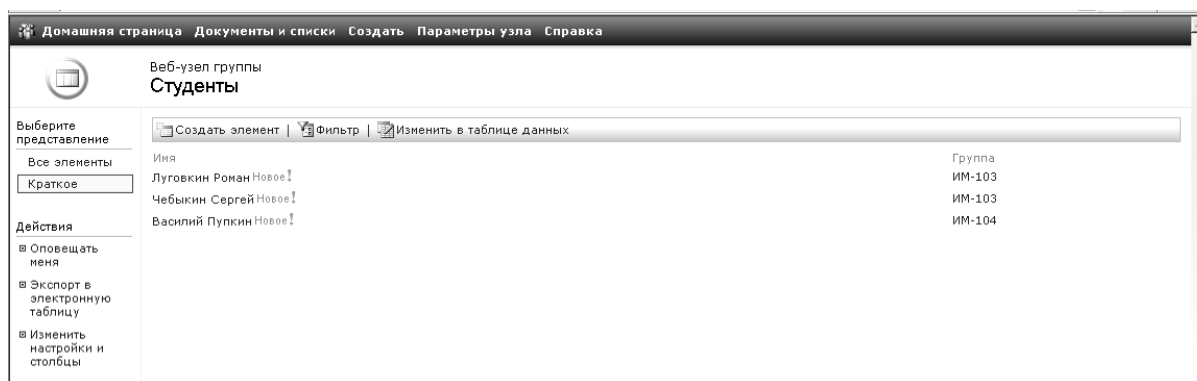 Домашняя страница Документы и списки Создать Параметры узла Справка
Веб-узел группы
Студенты
Выберите
представление
Все элементы
Краткое
Действия
Оповещать
меня
Экспорт в
электронную
таблицу
Изменить
настройки и
столбцы
Создать элемент | Фильтр | Изменить в таблице данных
Имя Группа
Луговкин Роман Новое! ИМ-103
Чебыкин Сергей Новое! ИМ-103
Василий Пупкин Новое! ИМ-104